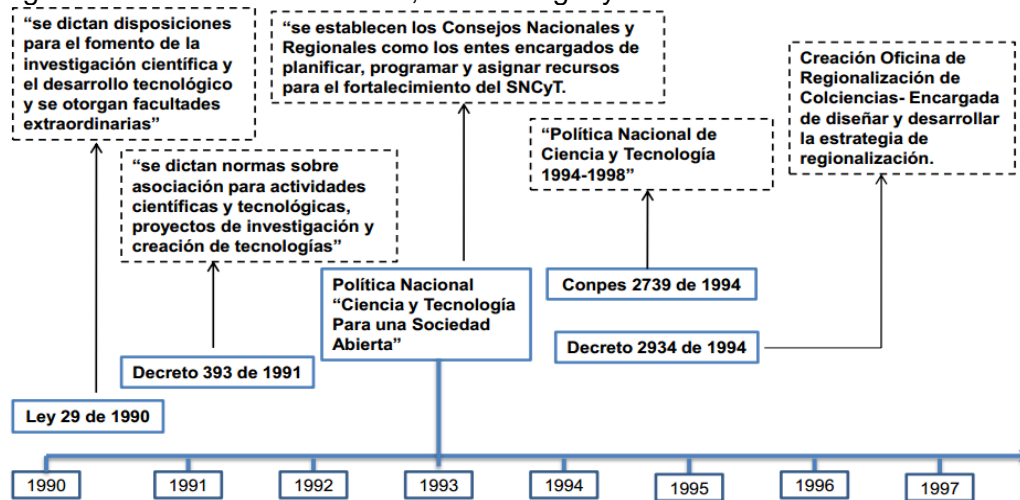 “se dictan disposiciones
para el fomento de la
investigación científica y
el desarrollo tecnológico
y se otorgan facultades
extraordinarias”
“se establecen los Consejos Nacionales y
Regionales como los entes encargados de
planificar, programar y asignar recursos
para el fortalecimiento del SNCyT.
Creación Oficina de
Regionalización de
Colciencias- Encargada
de diseñar y desarrollar
la estrategia de
regionalización.
“Política Nacional de
Ciencia y Tecnología
1994-1998”
“se dictan normas sobre
asociación para actividades
científicas y tecnológicas,
proyectos de investigación y
creación de tecnologías”
Política Nacional
“Ciencia y Tecnología
Para una Sociedad
Abierta”
Conpes 2739 de 1994
Decreto 2934 de 1994
Decreto 393 de 1991
Ley 29 de 1990
1990
1991
1992
1993
1994
1995
1996
1997